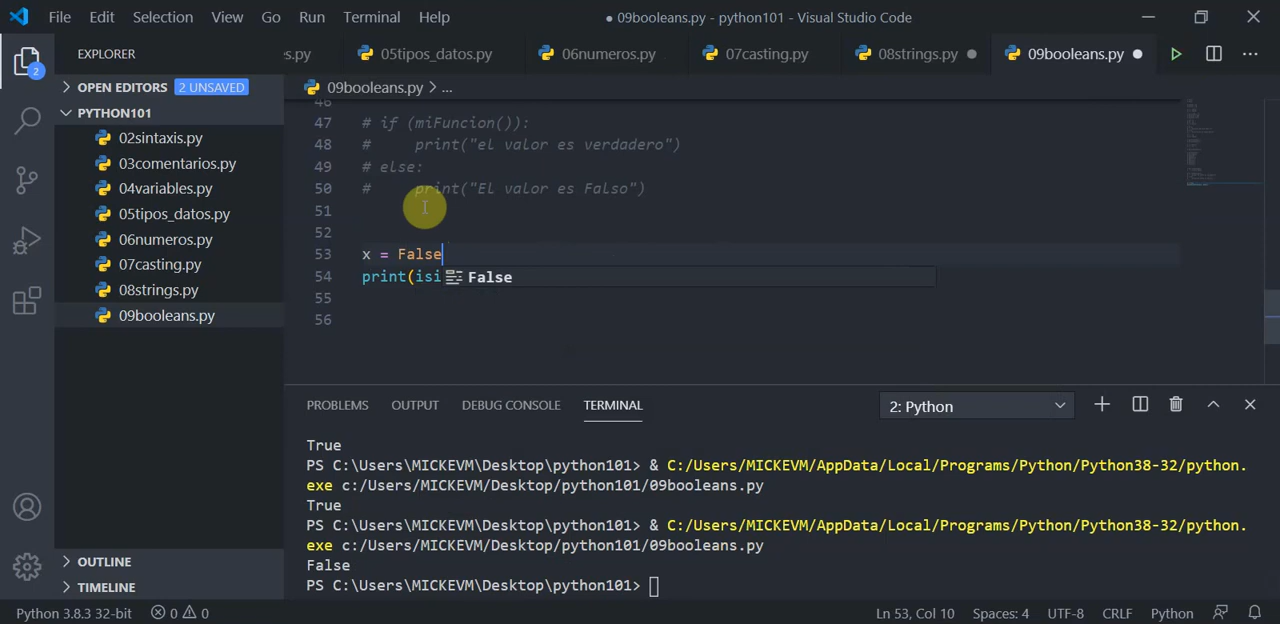 File Edit Selection View Go Run Terminal Help
● 09booleans.py - python101 - Visual Studio Code
EXPLORER
es.py 05tipos_datos.py 06numeros.py 07casting.py 08strings.py ● 09booleans.py ●
OPEN EDITORS 2 UNSAVED
09booleans.py > ...
PYTHON101
02sintaxis.py
03comentarios.py
04variables.py
05tipos_datos.py
06numeros.py
07casting.py
08strings.py
09booleans.py
2
46
47 # if (miFuncion()):
48 #     print("el valor es verdadero")
49 # else:
50 #     print("El valor es Falso")
51
52
53 x = False
54 print(isi
False
55
56
PROBLEMS OUTPUT DEBUG CONSOLE TERMINAL 2: Python
True
PS C:\Users\MICKEVM\Desktop\python101> & C:/Users/MICKEVM/AppData/Local/Programs/Python/Python38-32/python.
exe c:/Users/MICKEVM/Desktop/python101/09booleans.py
True
PS C:\Users\MICKEVM\Desktop\python101> & C:/Users/MICKEVM/AppData/Local/Programs/Python/Python38-32/python.
exe c:/Users/MICKEVM/Desktop/python101/09booleans.py
False
PS C:\Users\MICKEVM\Desktop\python101>
OUTLINE
TIMELINE
Python 3.8.3 32-bit 0 0 Ln 53, Col 10 Spaces: 4 UTF-8 CRLF Python